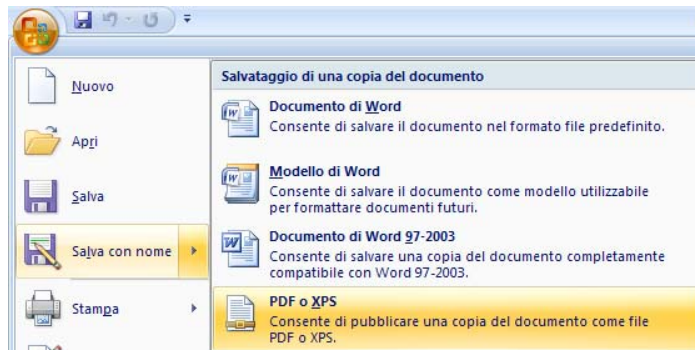 Nuovo
Apri
Salva
Salva con nome
Stampa
Salvataggio di una copia del documento
Documento di Word
Consente di salvare il documento nel formato file predefinito.
Modello di Word
Consente di salvare il documento come modello utilizzabile
per formattare documenti futuri.
Documento di Word 97-2003
Consente di salvare una copia del documento completamente
compatibile con Word 97-2003.
PDF o XPS
Consente di pubblicare una copia del documento come file
PDF o XPS.